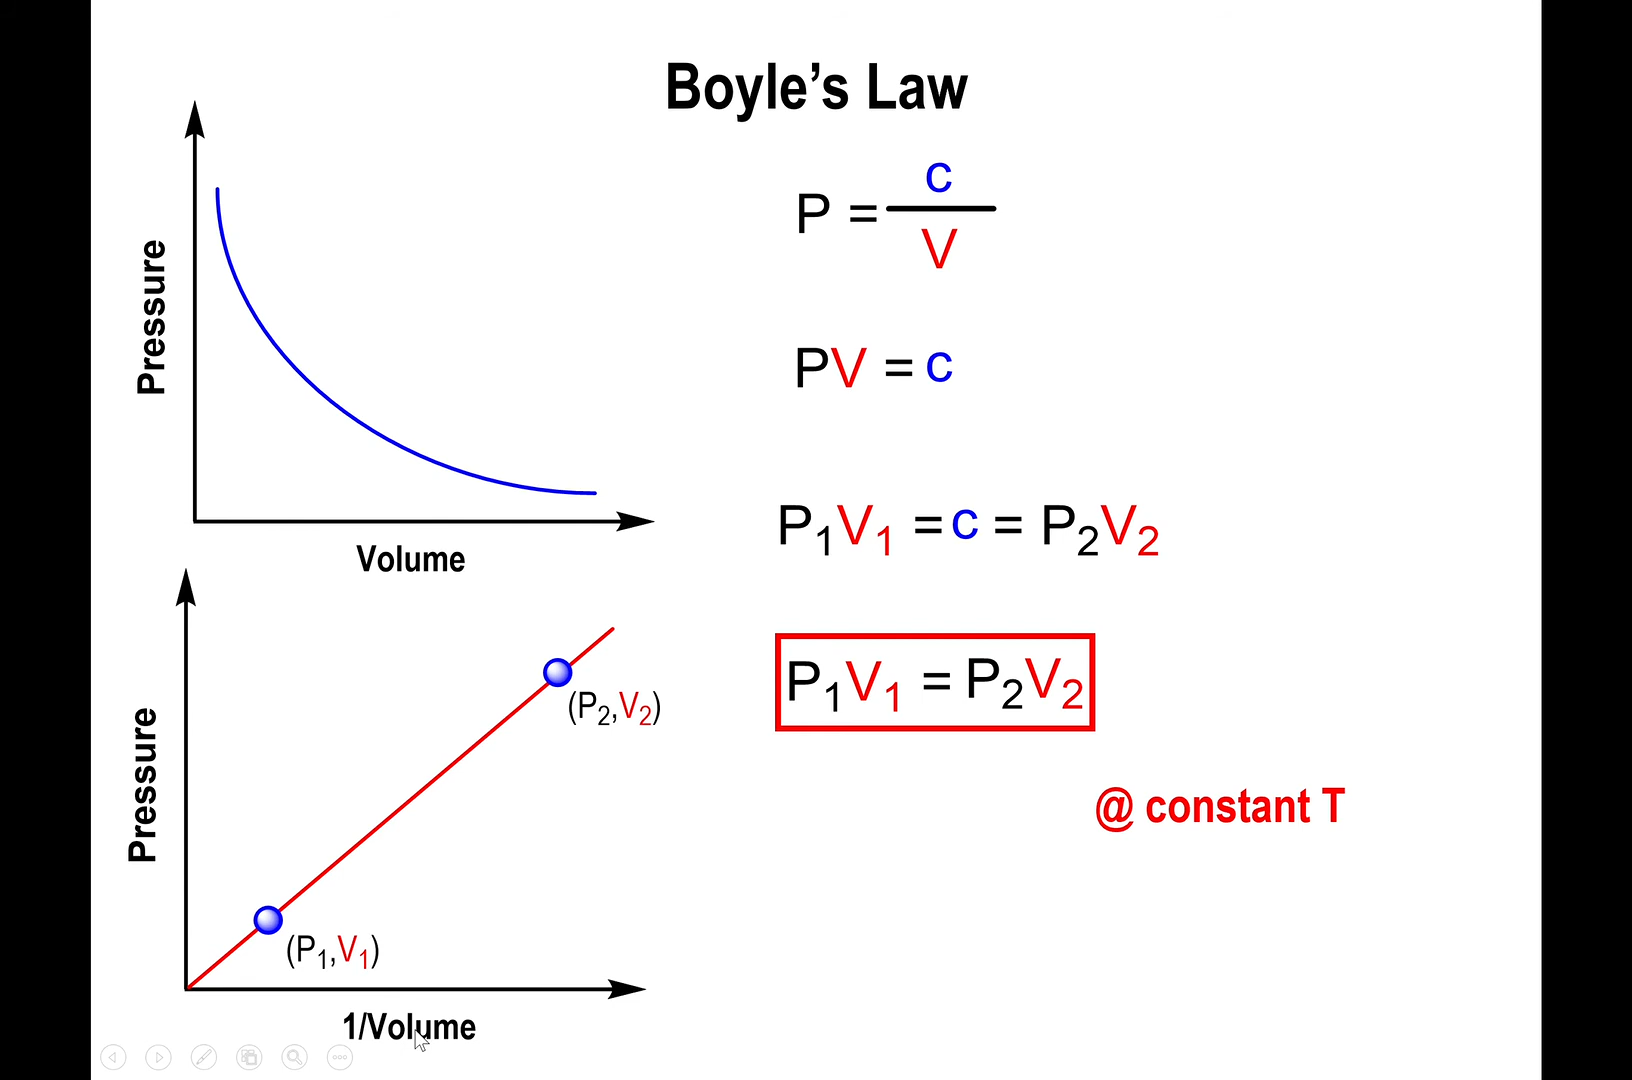 Boyle’s Law
Pressure
Volume
P = c / V
PV = c
P₁V₁ = c = P₂V₂
P₁V₁ = P₂V₂
@ constant T
Pressure
(P₂,V₂)
(P₁,V₁)
1/Volume